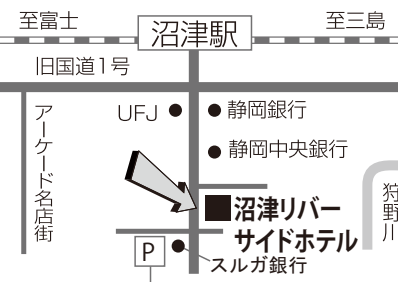 至富士
沼津駅
至三島
旧国道1号
UFJ
静岡銀行
静岡中央銀行
アーケード名店街
沼津リバー
サイドホテル
狩野川
P
スルガ銀行